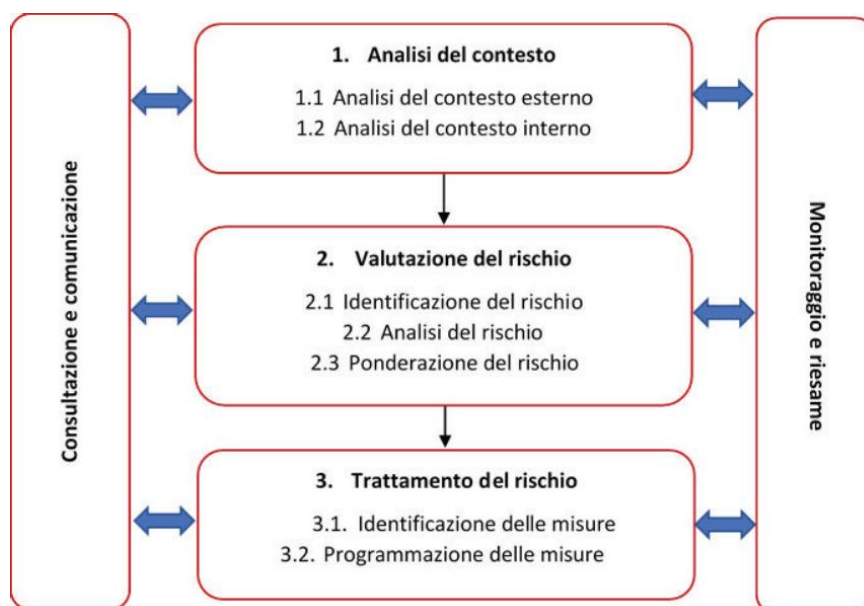 Consultazione e comunicazione
1. Analisi del contesto
1.1 Analisi del contesto esterno
1.2 Analisi del contesto interno
2. Valutazione del rischio
2.1 Identificazione del rischio
2.2 Analisi del rischio
2.3 Ponderazione del rischio
3. Trattamento del rischio
3.1. Identificazione delle misure
3.2. Programmazione delle misure
Monitoraggio e riesame